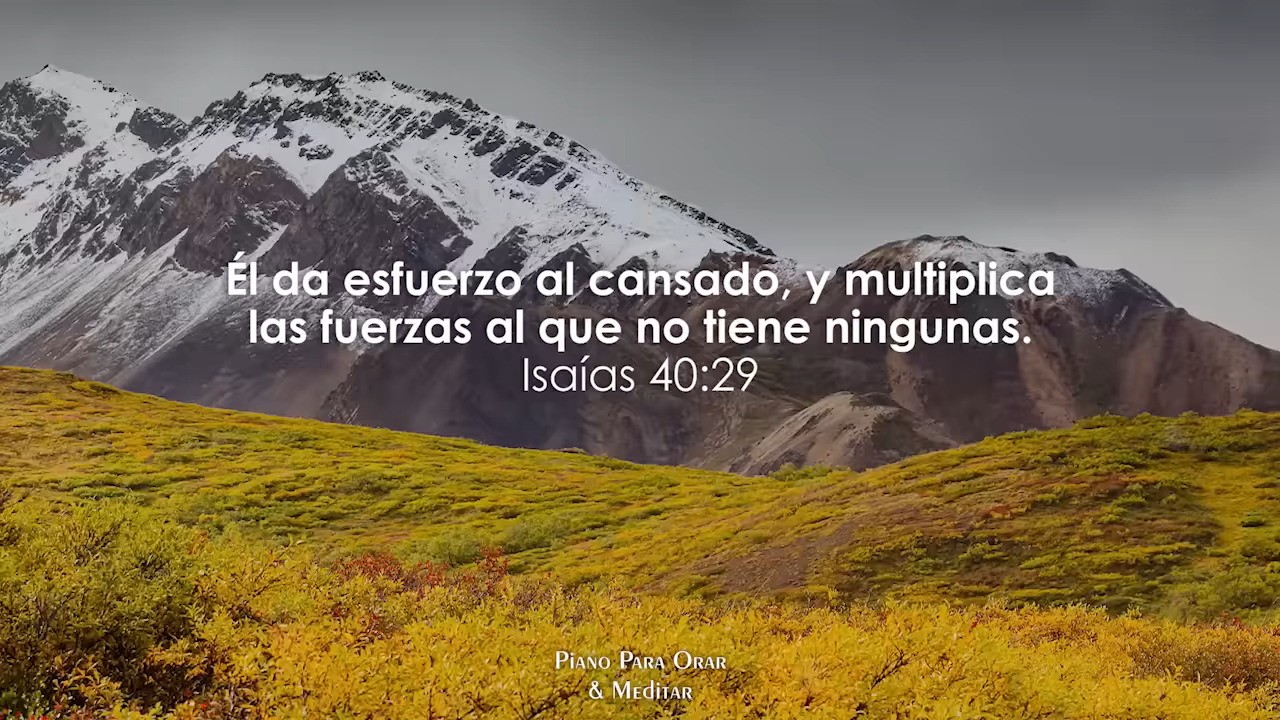 Él da esfuerzo al cansado, y multiplica
las fuerzas al que no tiene ningunas.
Isaías 40:29
Piano Para Orar
& Meditar